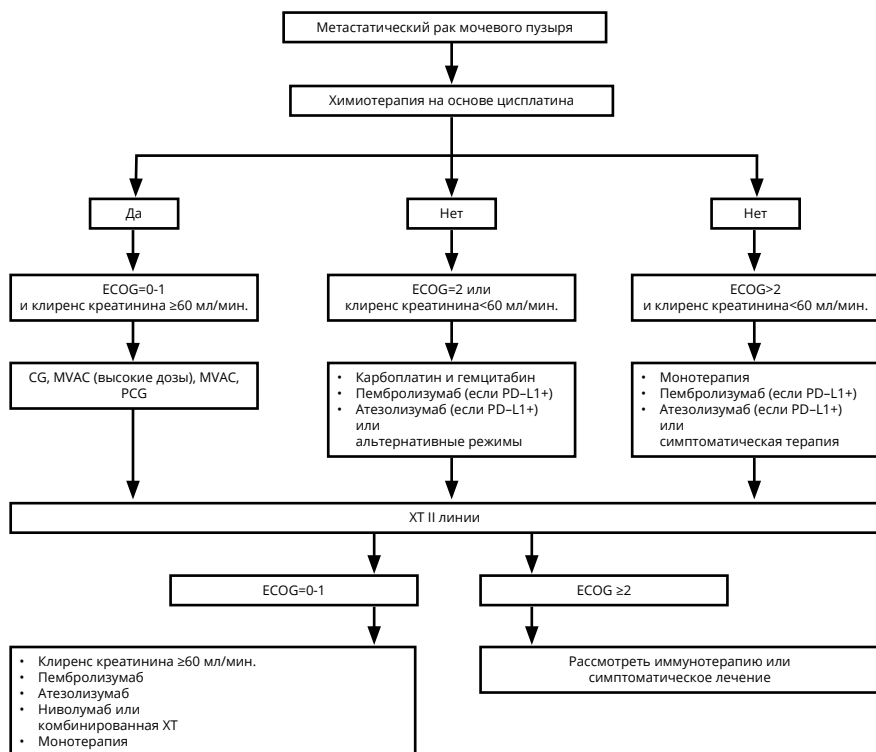 Метастатический рак мочевого пузыря
Химиотерапия на основе цисплатина
Да
Нет
Нет
ECOG=0-1
и клиренс креатинина ≥60 мл/мин.
ECOG=2 или
клиренс креатинина<60 мл/мин.
ECOG>2
и клиренс креатинина<60 мл/мин.
CG, MVAC (высокие дозы), MVAC,
PCG
• Карбоплатин и гемцитабин
• Пембролизумаб (если PD–L1+)
• Атезолизумаб (если PD–L1+)
или
альтернативные режимы
• Монотерапия
• Пембролизумаб (если PD–L1+)
• Атезолизумаб (если PD–L1+)
или
симптоматическая терапия
ХТ II линии
ECOG=0-1
ECOG ≥2
• Клиренс креатинина ≥60 мл/мин.
• Пембролизумаб
• Атезолизумаб
• Ниволумаб или
комбинированная ХТ
• Монотерапия
Рассмотреть иммунотерапию или
симптоматическое лечение